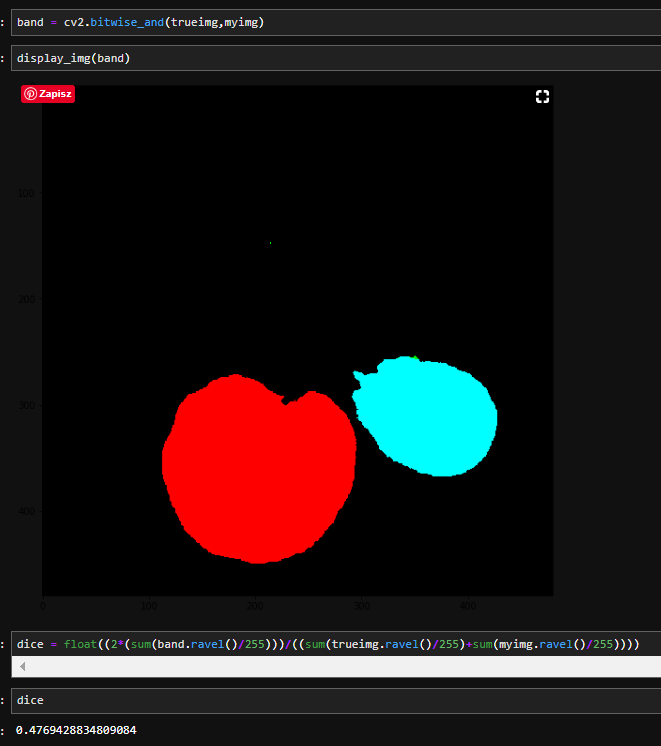 : band = cv2.bitwise_and(trueimg,myimg)
: display_img(band)
Zapisz
100
200
300
400
0 100 200 300 400
: dice = float((2*(sum(band.ravel()/255)))/((sum(trueimg.ravel()/255)+sum(myimg.ravel()/255))))
: dice
: 0.4769428834809084